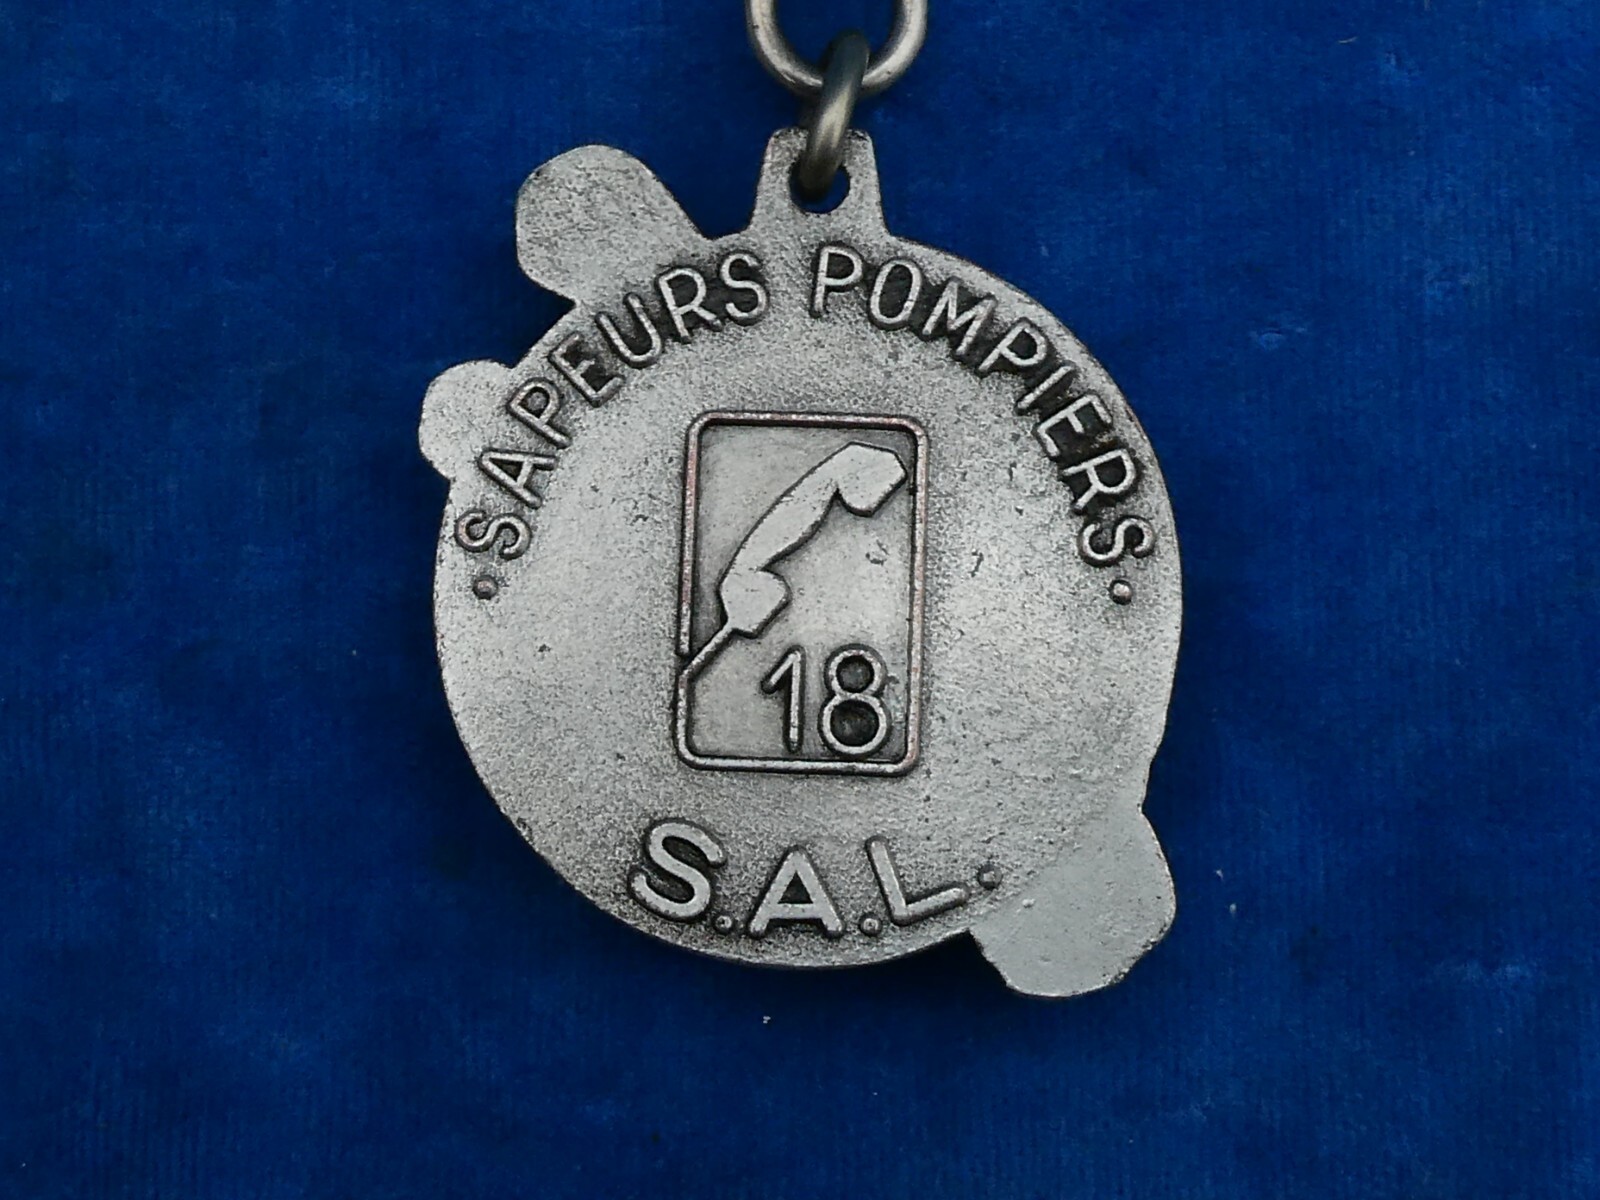 ·SAPEURS POMPIERS·
18
S.A.L.